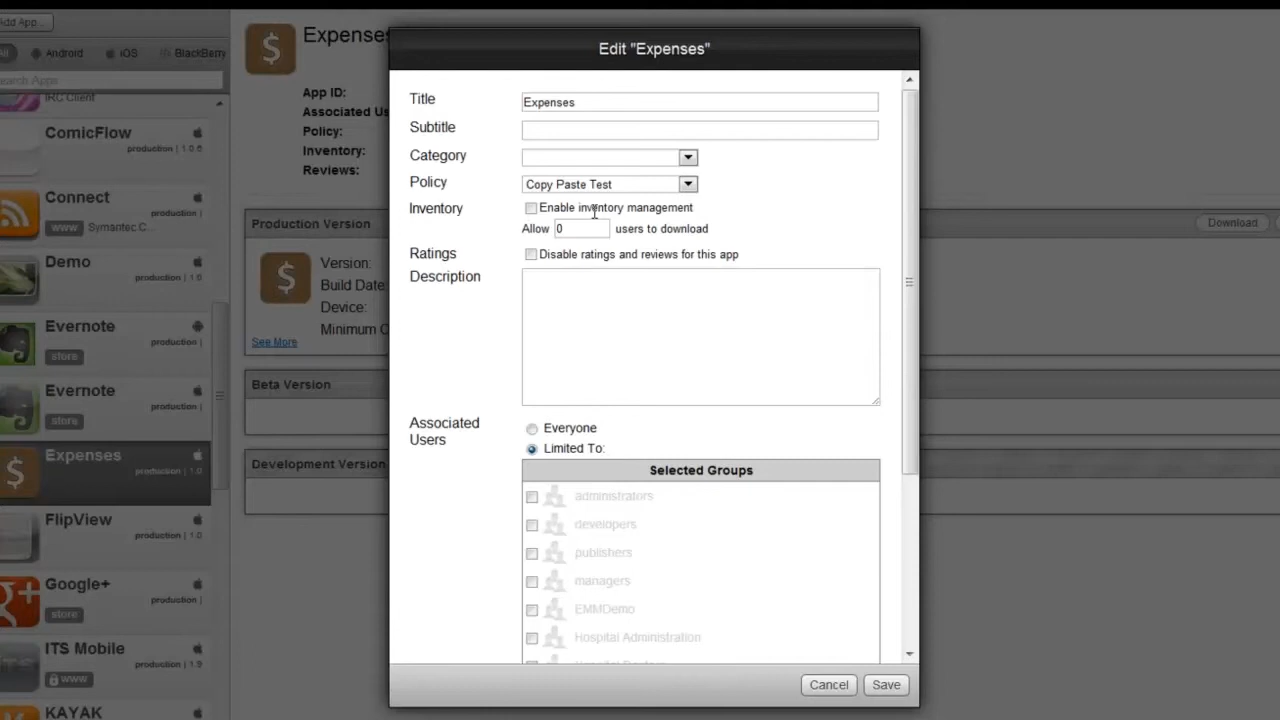 Add App...
All
Android
iOS
BlackBerry
Search Apps
IRC Client
ComicFlow
production | 1.0.6
Connect
production |
www
Symantec C...
Demo
production | 1.0
Evernote
production |
store
Evernote
production |
store
Expenses
production | 1.0
FlipView
production | 1.0
Google+
production |
store
ITS Mobile
production | 1.9
www
KAYAK
production |
Expenses
App ID:
Associated Us
Policy:
Inventory:
Reviews:
Production Version
Download
Version:
Build Date
Device:
Minimum O
See More
Beta Version
Development Version
Edit "Expenses"
Title
Expenses
Subtitle
Category
Policy
Copy Paste Test
Inventory
Enable inventory management
Allow 0 users to download
Ratings
Disable ratings and reviews for this app
Description
Associated
Users
Everyone
Limited To:
Selected Groups
administrators
developers
publishers
managers
EMMDemo
Hospital Administration
Cancel
Save